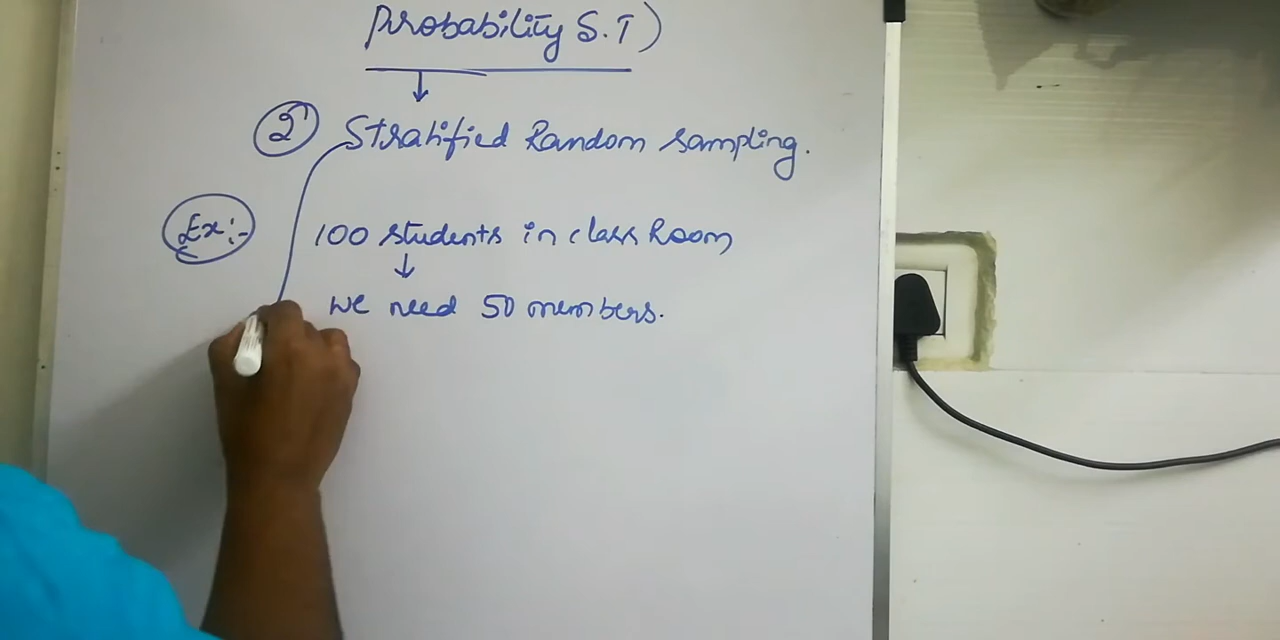 Probability S.T)
2 Stratified Random sampling.
Ex:- 100 students in class Room
we need 50 members.